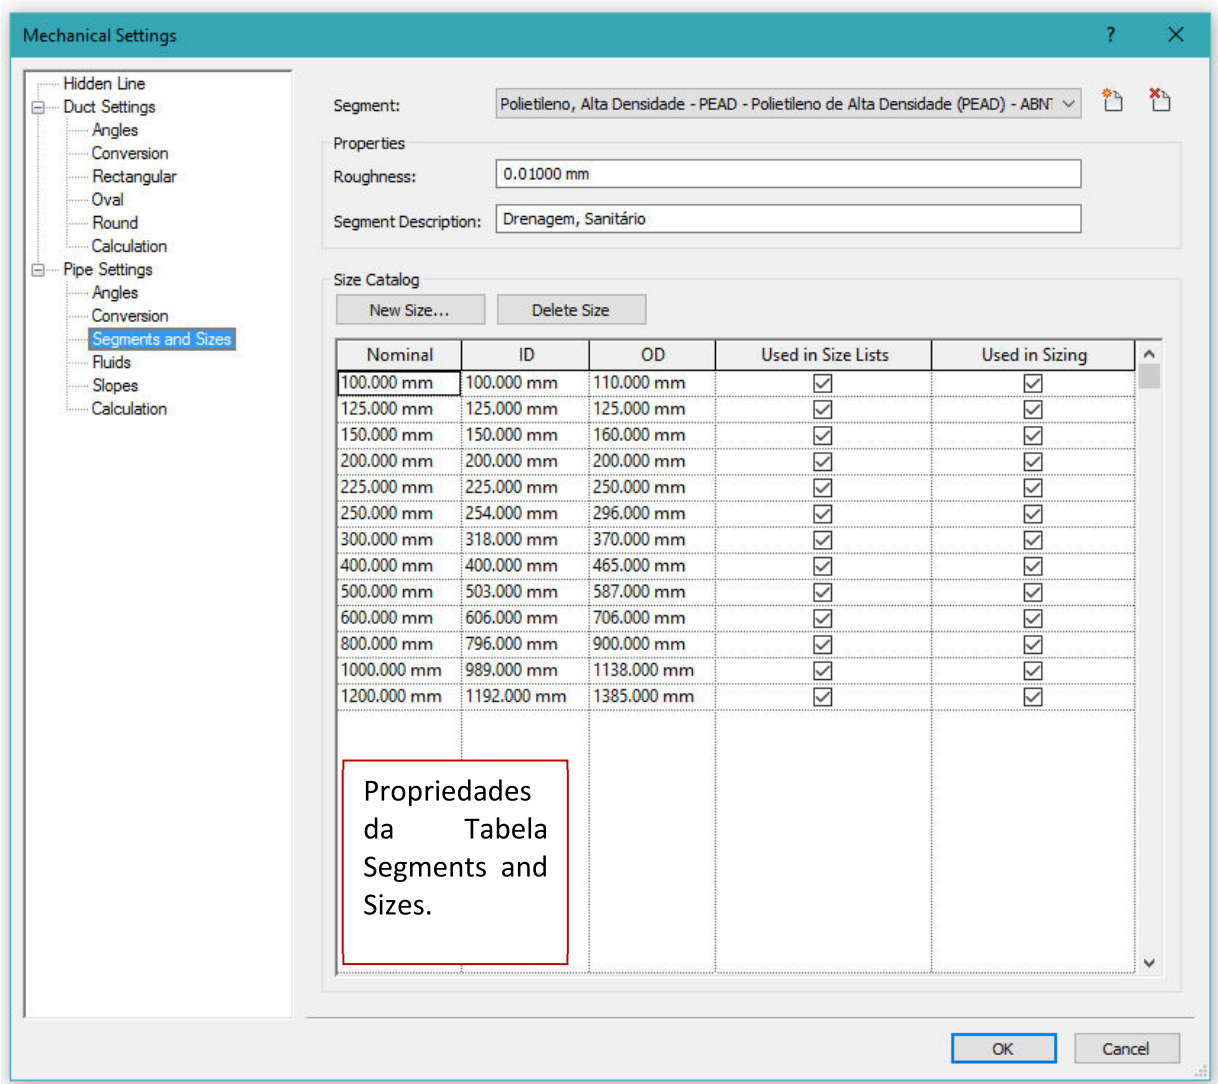 Mechanical Settings
?
Hidden Line
Duct Settings
Angles
Conversion
Rectangular
Oval
Round
Calculation
Pipe Settings
Angles
Conversion
Segments and Sizes
Fluids
Slopes
Calculation
Segment: Polietileno, Alta Densidade - PEAD - Polietileno de Alta Densidade (PEAD) - ABNT
Properties
Roughness: 0.01000 mm
Segment Description: Drenagem, Sanitário
Size Catalog
New Size... Delete Size
Nominal ID OD Used in Size Lists Used in Sizing
100.000 mm 100.000 mm 110.000 mm
125.000 mm 125.000 mm 125.000 mm
150.000 mm 150.000 mm 160.000 mm
200.000 mm 200.000 mm 200.000 mm
225.000 mm 225.000 mm 250.000 mm
250.000 mm 254.000 mm 296.000 mm
300.000 mm 318.000 mm 370.000 mm
400.000 mm 400.000 mm 465.000 mm
500.000 mm 503.000 mm 587.000 mm
600.000 mm 606.000 mm 706.000 mm
800.000 mm 796.000 mm 900.000 mm
1000.000 mm 989.000 mm 1138.000 mm
1200.000 mm 1192.000 mm 1385.000 mm
Propriedades
da Tabela
Segments and
Sizes.
OK Cancel